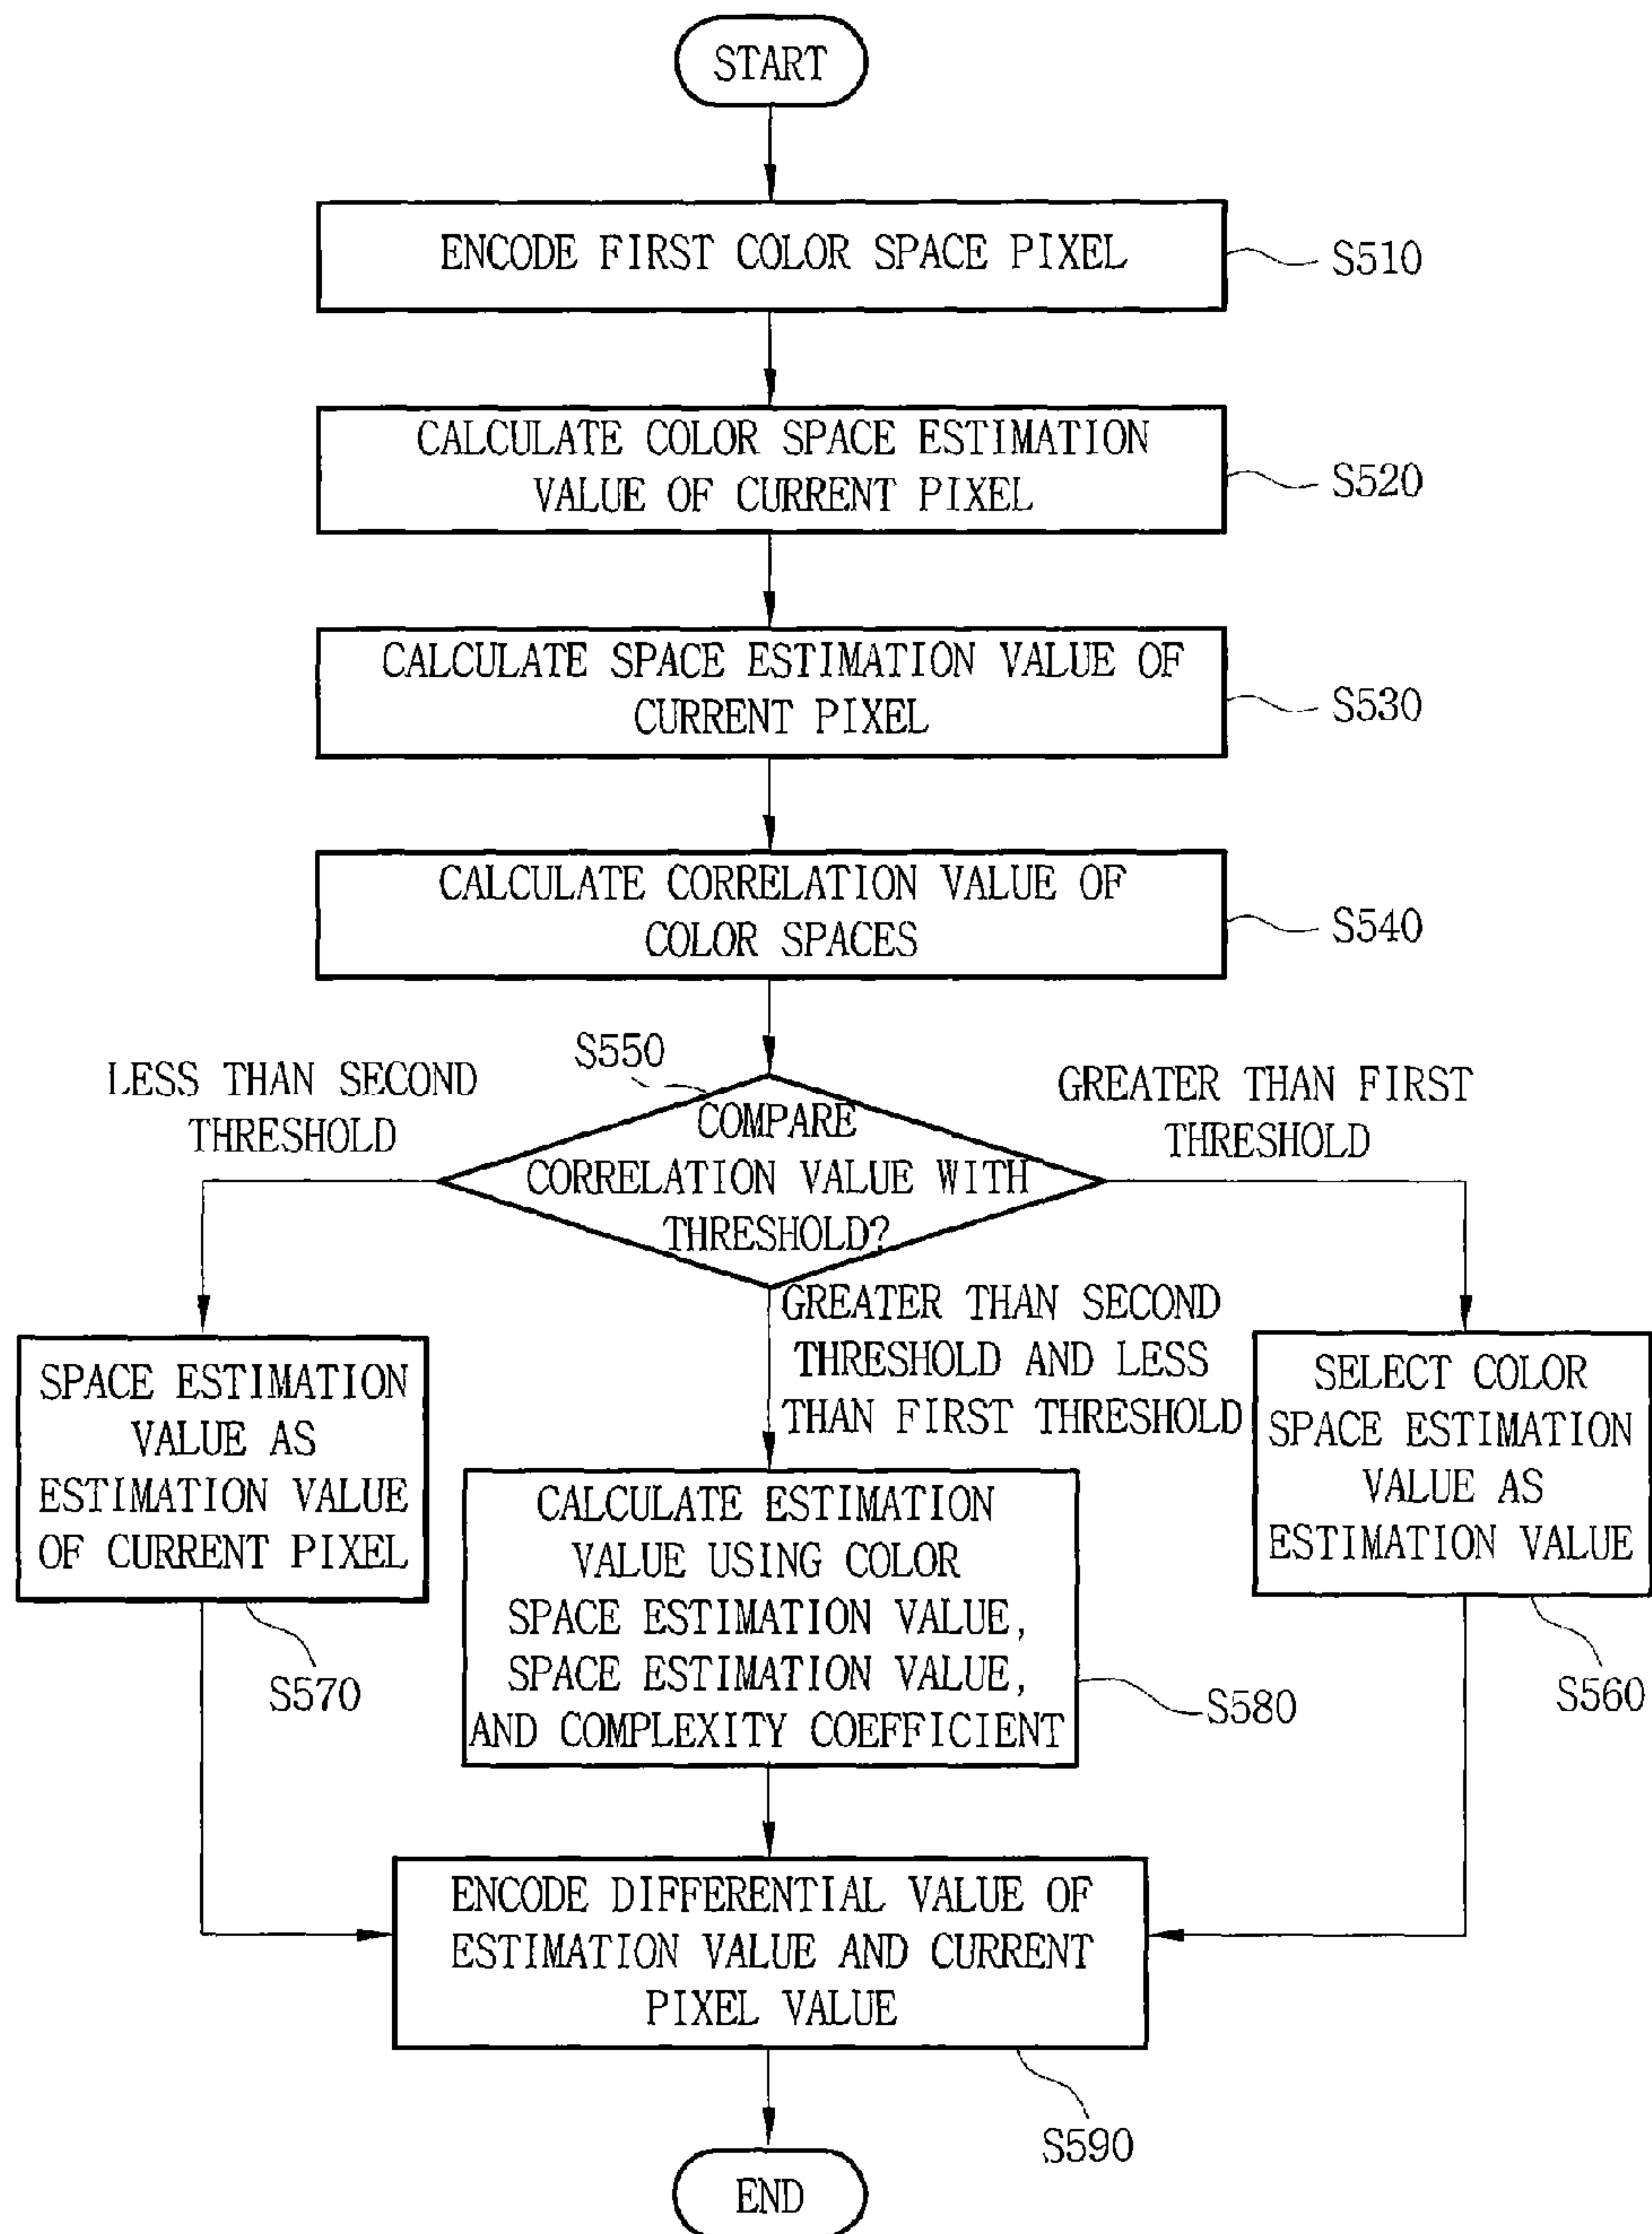 START
ENCODE FIRST COLOR SPACE PIXEL
S510
CALCULATE COLOR SPACE ESTIMATION
VALUE OF CURRENT PIXEL
S520
CALCULATE SPACE ESTIMATION VALUE OF
CURRENT PIXEL
S530
CALCULATE CORRELATION VALUE OF
COLOR SPACES
S540
S550
LESS THAN SECOND
THRESHOLD
COMPARE
CORRELATION VALUE WITH
THRESHOLD?
GREATER THAN FIRST
THRESHOLD
GREATER THAN SECOND
THRESHOLD AND LESS
THAN FIRST THRESHOLD
SPACE ESTIMATION
VALUE AS
ESTIMATION VALUE
OF CURRENT PIXEL
S570
CALCULATE ESTIMATION
VALUE USING COLOR
SPACE ESTIMATION VALUE,
SPACE ESTIMATION VALUE,
AND COMPLEXITY COEFFICIENT
S580
SELECT COLOR
SPACE ESTIMATION
VALUE AS
ESTIMATION VALUE
S560
ENCODE DIFFERENTIAL VALUE OF
ESTIMATION VALUE AND CURRENT
PIXEL VALUE
S590
END